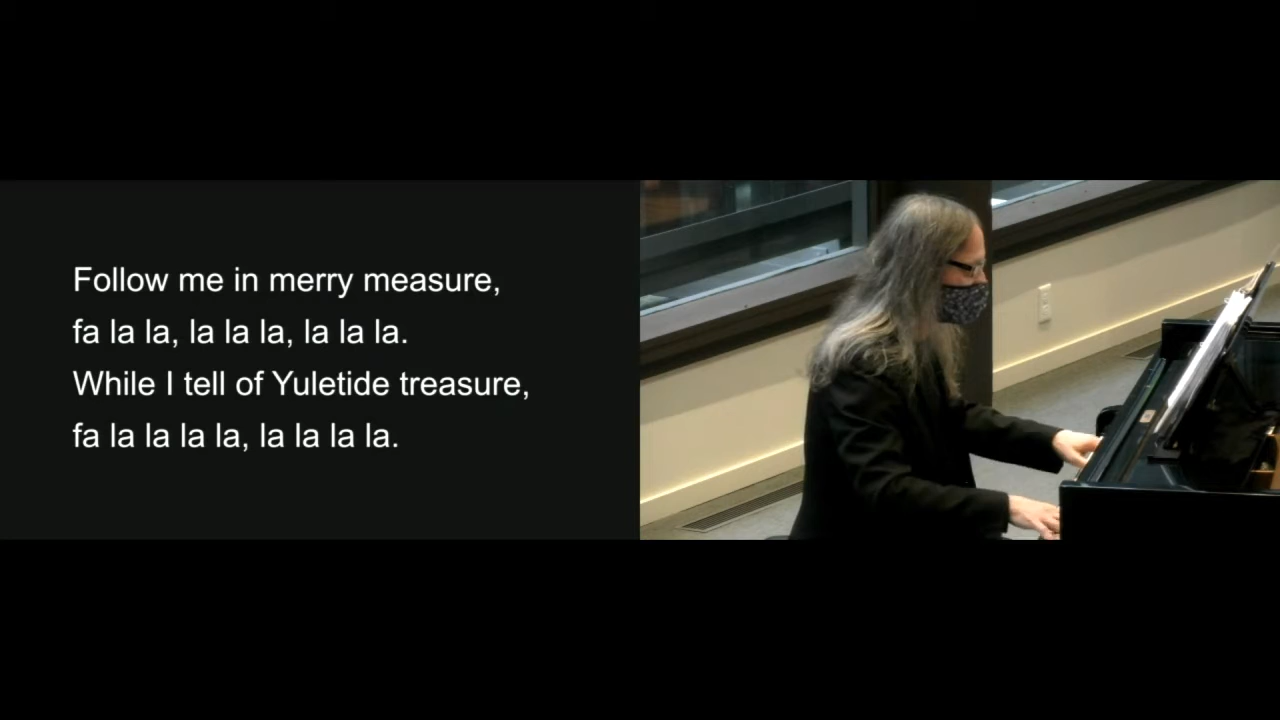 Follow me in merry measure,
fa la la, la la la, la la la.
While I tell of Yuletide treasure,
fa la la la la, la la la la.